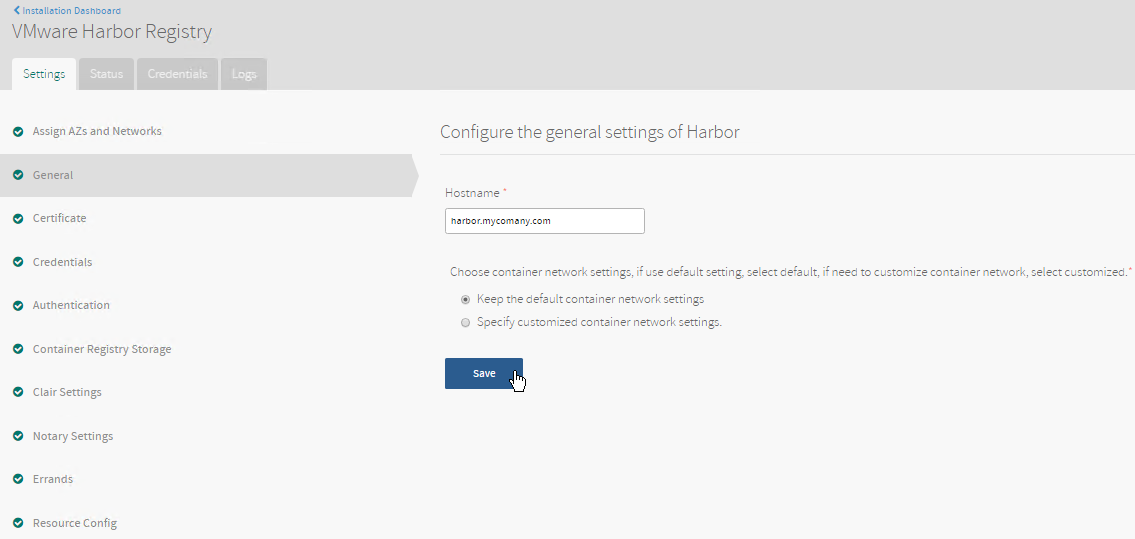 Installation Dashboard
VMware Harbor Registry
Settings Status Credentials Logs
Assign AZs and Networks
General
Certificate
Credentials
Authentication
Container Registry Storage
Clair Settings
Notary Settings
Errands
Resource Config
Configure the general settings of Harbor
Hostname *
harbor.mycomany.com
Choose container network settings, if use default setting, select default, if need to customize container network, select customized.*
Keep the default container network settings
Specify customized container network settings.
Save